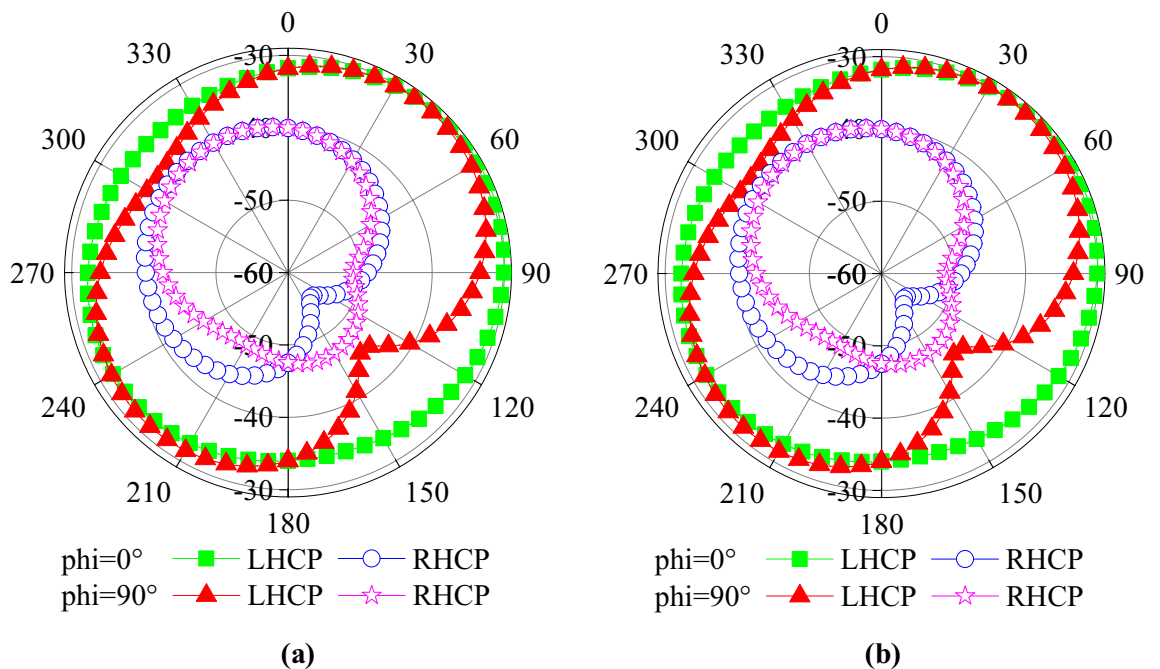 0 0
330 -30 30 330 -30 30
300 60 300 60
-50 -50
270 -60 90 270 -60 90
240 -40 120 240 -40 120
210 -30 150 210 -30 150
180 180
phi=0° LHCP RHCP phi=0° LHCP RHCP
phi=90° LHCP RHCP phi=90° LHCP RHCP
(a) (b)